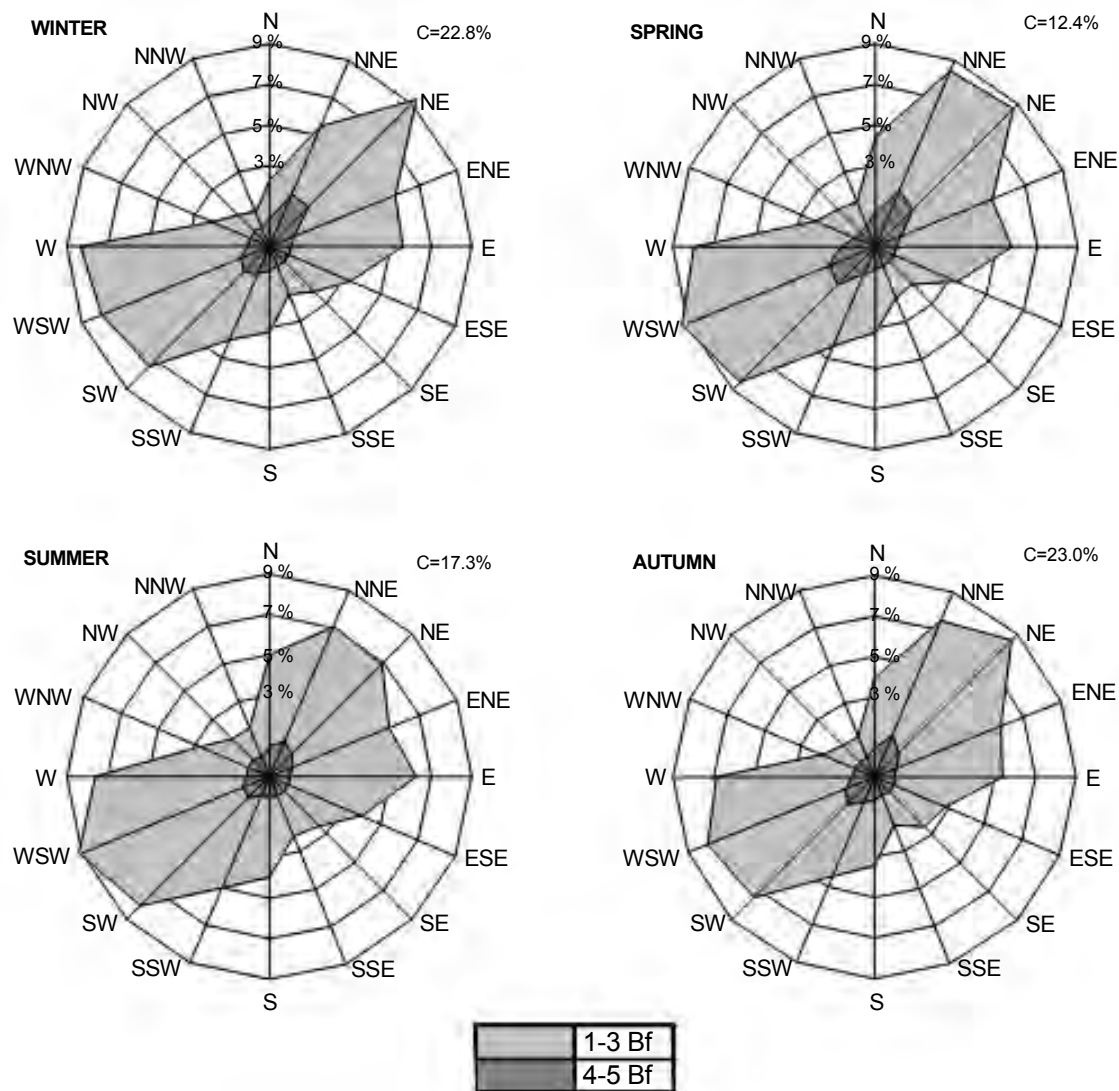 WINTER
C=22.8%
N
9 %
7 %
5 %
3 %
NNE
NE
ENE
E
ESE
SE
SSE
S
SSW
SW
WSW
W
WNW
NW
NNW
SPRING
C=12.4%
N
9 %
7 %
5 %
3 %
NNE
NE
ENE
E
ESE
SE
SSE
S
SSW
SW
WSW
W
WNW
NW
NNW
SUMMER
C=17.3%
N
9 %
7 %
5 %
3 %
NNE
NE
ENE
E
ESE
SE
SSE
S
SSW
SW
WSW
W
WNW
NW
NNW
AUTUMN
C=23.0%
N
9 %
7 %
5 %
3 %
NNE
NE
ENE
E
ESE
SE
SSE
S
SSW
SW
WSW
W
WNW
NW
NNW
1-3 Bf
4-5 Bf